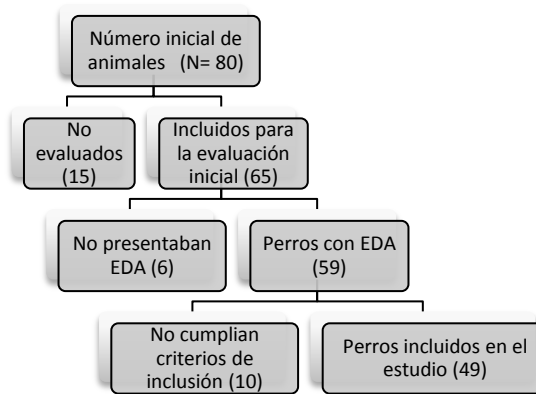 Número inicial de
animales (N= 80)
No
evaluados
(15)
Incluidos para
la evaluación
inicial (65)
No presentaban
EDA (6)
Perros con EDA
(59)
No cumplian
criterios de
inclusión (10)
Perros incluidos en el
estudio (49)